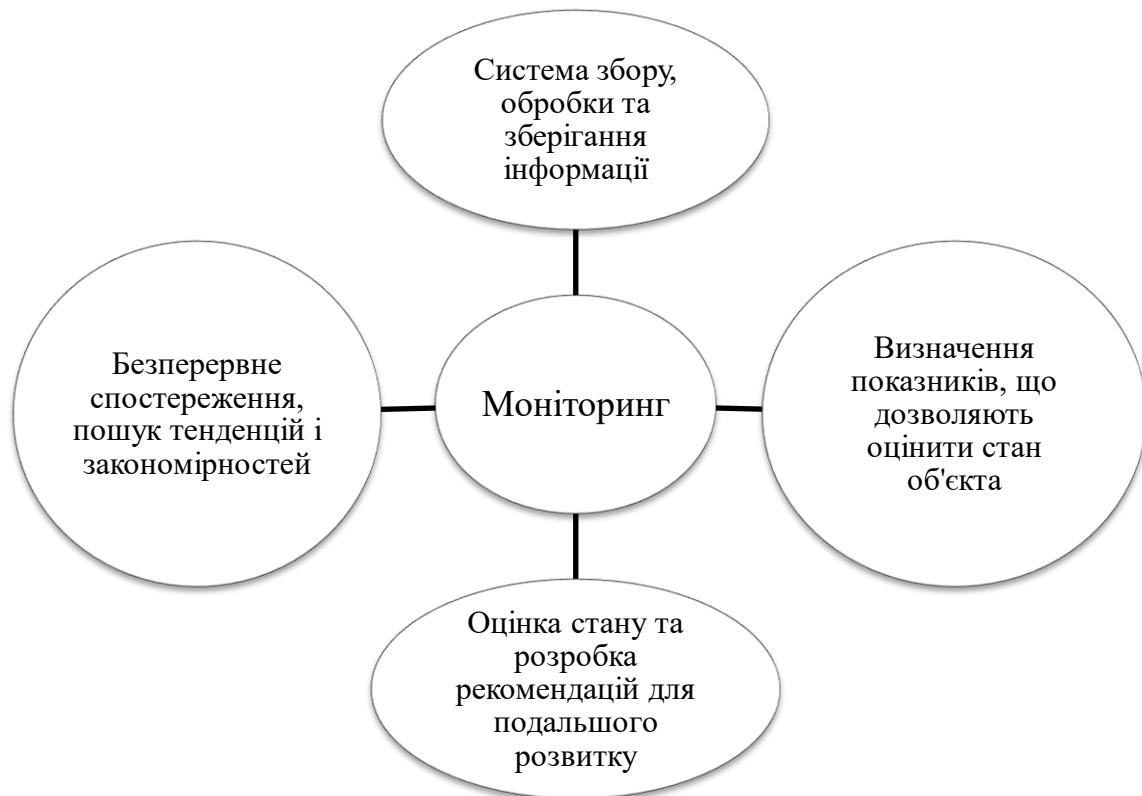 Система збору,
обробки та
зберігання
інформації
Безперервне
спостереження,
пошук тенденцій і
закономірностей
Моніторинг
Визначення
показників, що
дозволяють
оцінити стан
об'єкта
Оцінка стану та
розробка
рекомендацій для
подальшого
розвитку